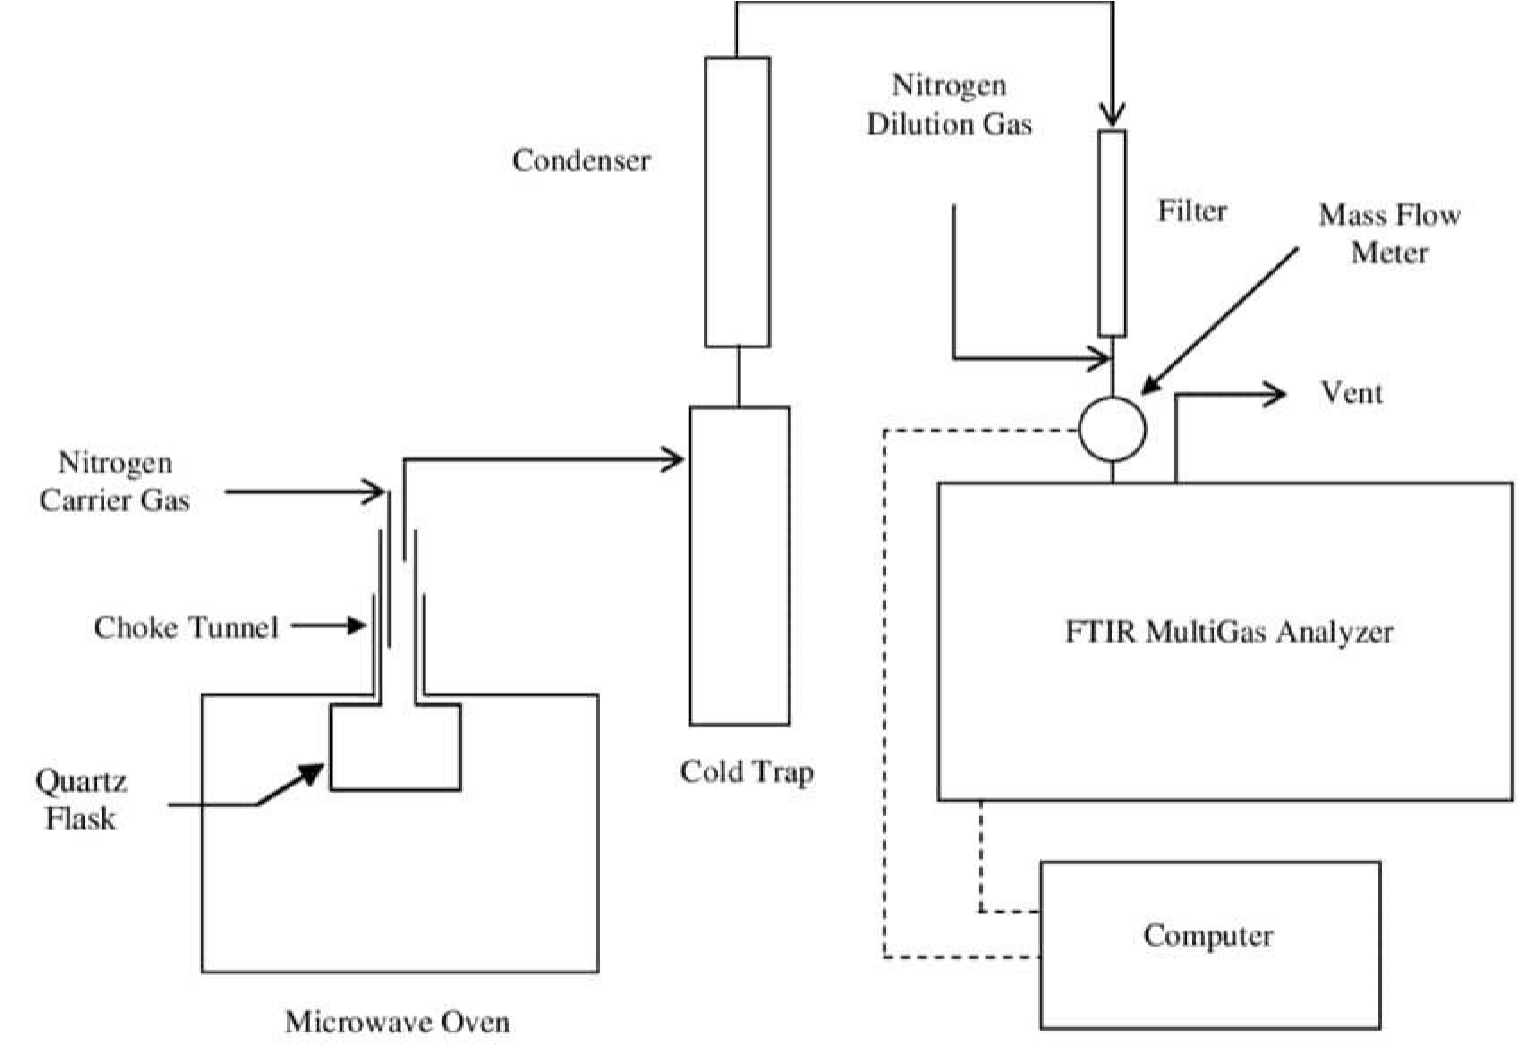 Nitrogen
Dilution Gas
Condenser
Filter
Mass Flow
Meter
Vent
Nitrogen
Carrier Gas
Choke Tunnel
FTIR MultiGas Analyzer
Cold Trap
Quartz
Flask
Computer
Microwave Oven